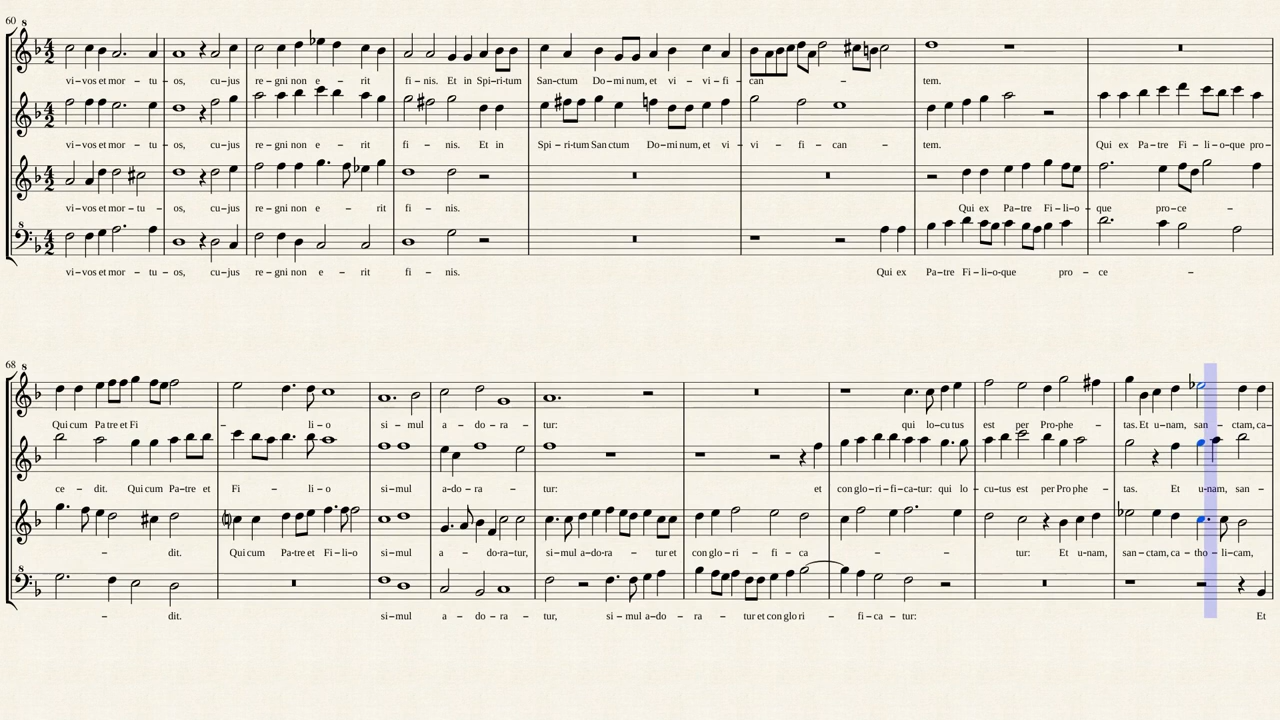 60
vi–vos et mor – tu – os, cu–jus re – gni non e – rit fi – nis. Et in Spi–ri–tum San–ctum Do–mi num, et vi – vi – fi – can – tem.
vi–vos et mor – tu – os, cu–jus re – gni non e – rit fi – nis. Et in Spi – ri–tum San ctum Do–mi num, et vi – vi – fi – can – tem. Qui ex Pa–tre Fi – li–o–que pro–
vi–vos et mor–tu – os, cu–jus re – gni non e – rit fi – nis. Qui ex Pa–tre Fi–li–o – que pro–ce –
vi–vos et mor – tu – os, cu–jus re – gni non e – rit fi – nis. Qui ex Pa–tre Fi–li–o–que pro – ce –
68
Qui cum Pa tre et Fi – li – o si – mul a – do – ra – tur: qui lo–cu tus est per Pro–phe – tas. Et u–nam, san – ctam, ca–
ce – dit. Qui cum Pa–tre et Fi – li – o si–mul a–do– ra – tur: et con glo–ri–fi–ca–tur: qui lo – cu–tus est per Pro phe – tas. Et u–nam, san –
– dit. Qui cum Pa–tre et Fi–li–o si–mul a – do–ra–tur, si–mul a–do–ra – tur et con glo–ri – fi – ca – tur: Et u–nam, san–ctam, ca–tho–li–cam,
– dit. si–mul a – do – ra – tur, si–mul a–do – ra – tur et con glo ri – fi–ca – tur: Et